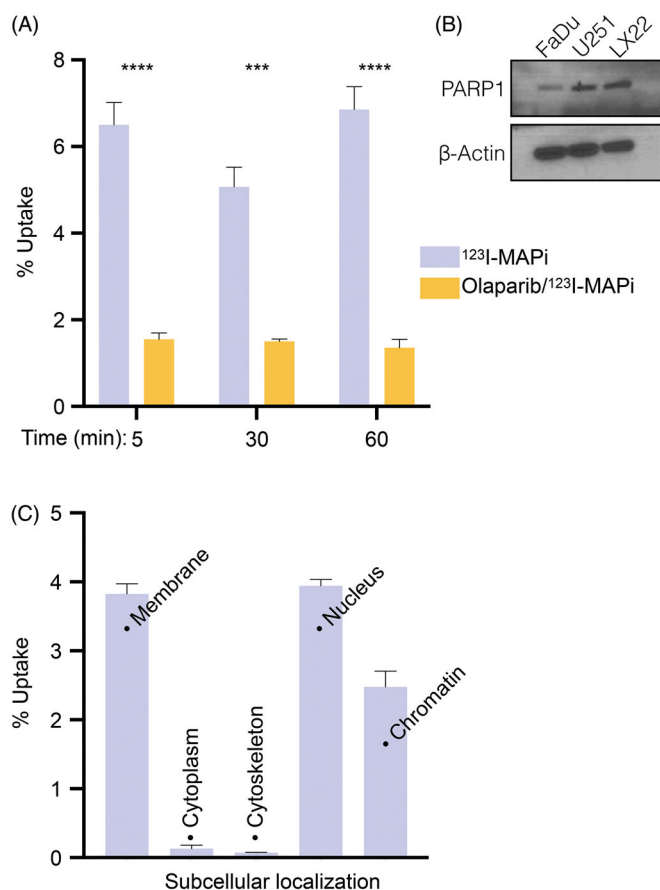 (A)
8
6
4
2
0
% Uptake
****
***
****
Time (min): 5 30 60
(B)
FaDu
U251
LX22
PARP1
β-Actin
¹²³I-MAPi
Olaparib/¹²³I-MAPi
(C)
5
4
3
2
1
0
% Uptake
Membrane
Cytoplasm
Cytoskeleton
Nucleus
Chromatin
Subcellular localization